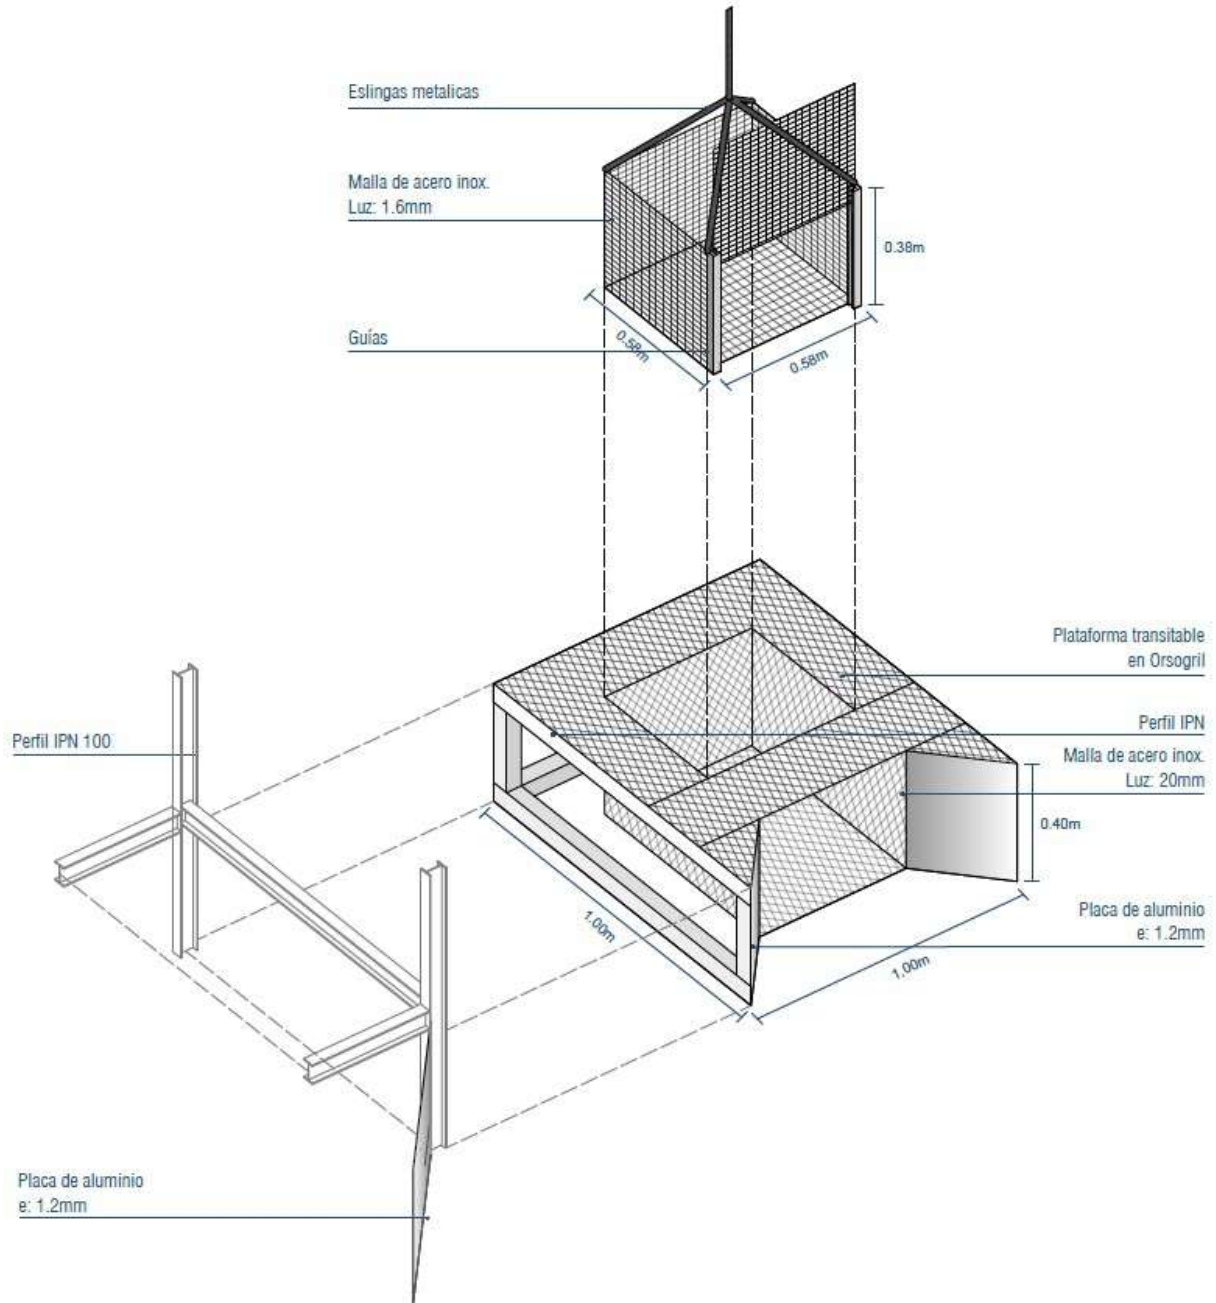 Eslingas metalicas
Malla de acero inox.
Luz: 1.6mm
0.38m
Guías
0.58m
0.58m
Plataforma transitable
en Orsogril
Perfil IPN
Perfil IPN 100
Malla de acero inox.
Luz: 20mm
0.40m
Placa de aluminio
e: 1.2mm
1.00m
1.00m
Placa de aluminio
e: 1.2mm